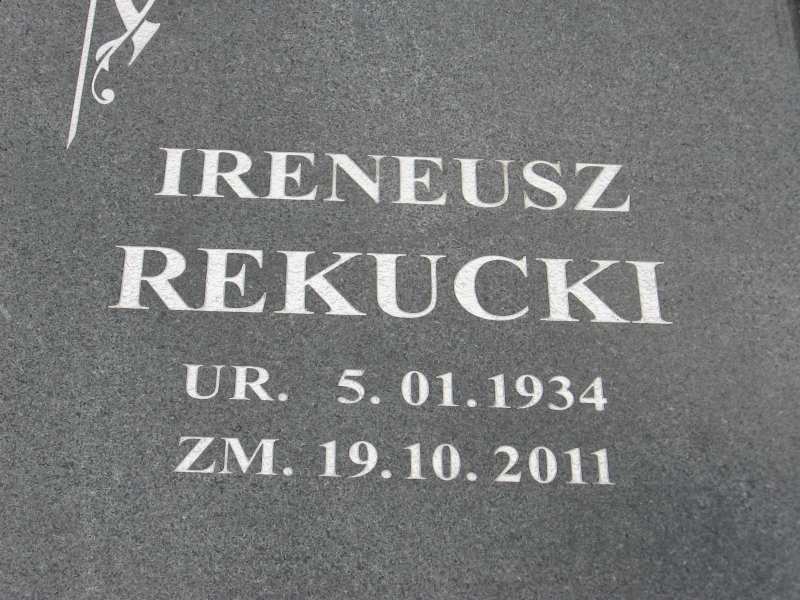 IRENEUSZ
REKUCKI
UR. 5. 01. 1934
ZM. 19. 10. 2011